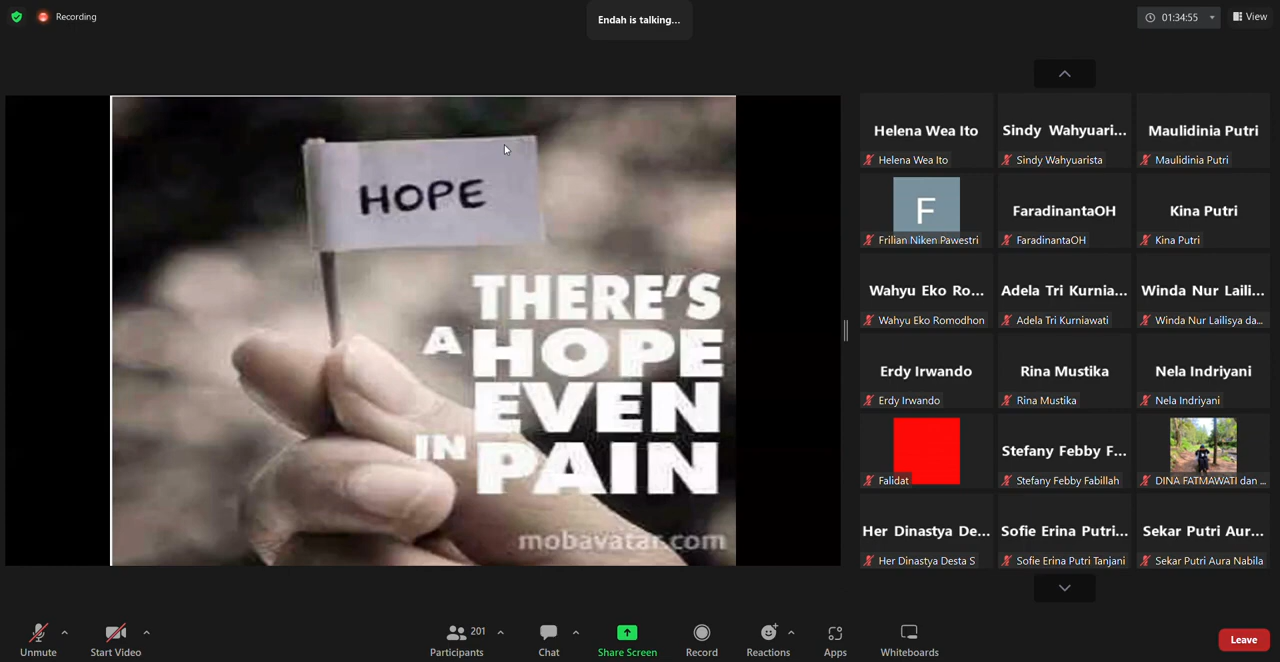 Recording
Endah is talking...
01:34:55
View
HOPE
THERE'S
A HOPE
EVEN
IN PAIN
mobavatar.com
Helena Wea Ito
Helena Wea Ito
Sindy Wahyuari...
Sindy Wahyuarista
Maulidinia Putri
Maulidinia Putri
F
Frilian Niken Pawestri
FaradinantaOH
FaradinantaOH
Kina Putri
Kina Putri
Wahyu Eko Ro...
Wahyu Eko Romodhon
Adela Tri Kurnia...
Adela Tri Kurniawati
Winda Nur Laili...
Winda Nur Lailisya da...
Erdy Irwando
Erdy Irwando
Rina Mustika
Rina Mustika
Nela Indriyani
Nela Indriyani
Falidat
Stefany Febby F...
Stefany Febby Fabillah
DINA FATMAWATI dan ...
Her Dinastya De...
Her Dinastya Desta S
Sofie Erina Putri...
Sofie Erina Putri Tanjani
Sekar Putri Aur...
Sekar Putri Aura Nabila
Unmute
Start Video
201
Participants
Chat
Share Screen
Record
Reactions
Apps
Whiteboards
Leave